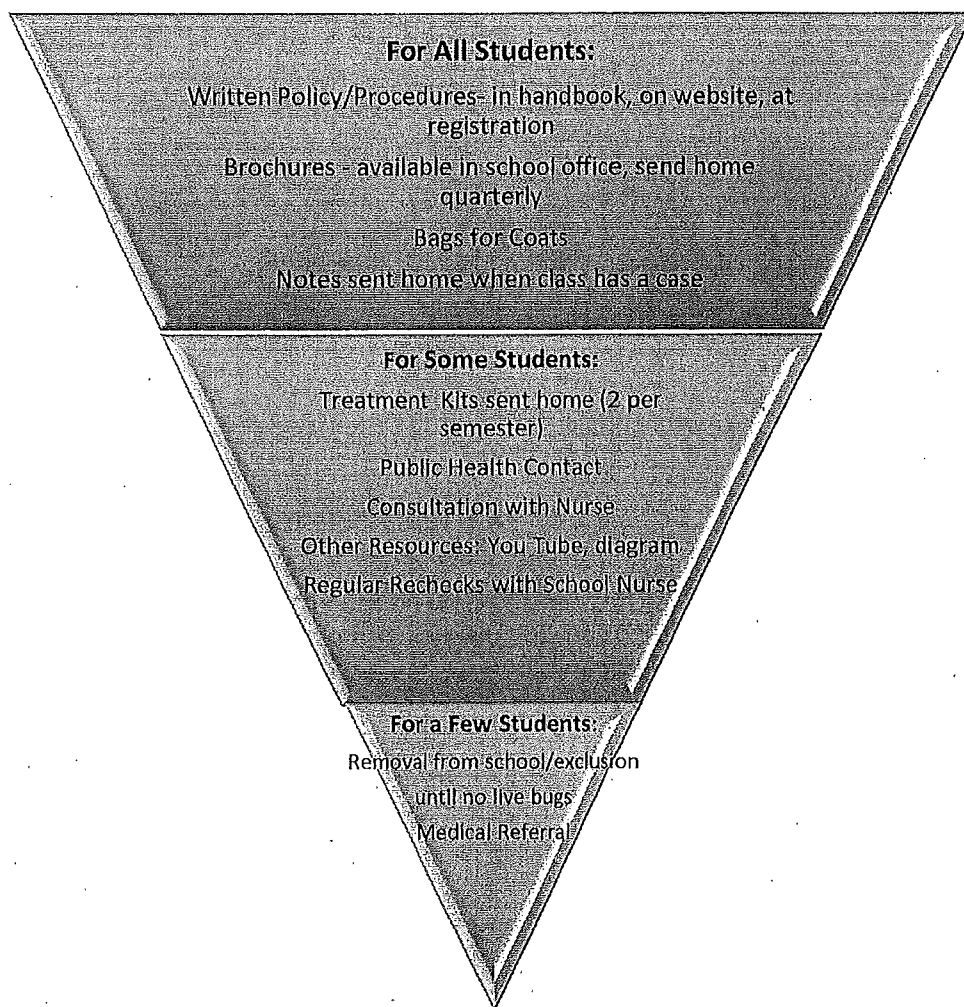 For All Students:
Written Policy/Procedures- in handbook, on website, at
registration
Brochures - available in school office, send home
quarterly
Bags for Coats
Notes sent home when class has a case
For Some Students:
Treatment Kits sent home (2 per
semester)
Public Health Contact
Consultation with Nurse
Other Resources: You Tube, diagram
Regular Rechecks with School Nurse
For a Few Students:
Removal from school/exclusion
until no live bugs
Medical Referral